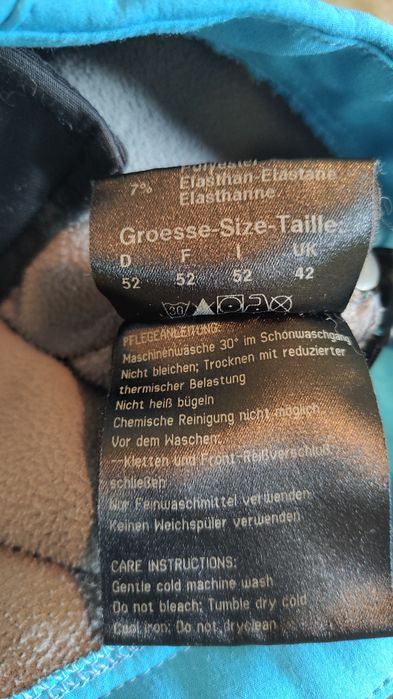 7%
Elasthan-Elastane
Elasthanne
Groesse-Size-Taille:
D F I UK
52 52 52 42
30
PFLEGEANLEITUNG:
Maschinenwäsche 30° im Schonwaschgang
Nicht bleichen; Trocknen mit reduzierter
thermischer Belastung
Nicht heiß bügeln
Chemische Reinigung nicht möglich
Vor dem Waschen:
--Kletten und Front-Reißverschluß
schließen
Nur Feinwaschmittel verwenden
Keinen Weichspüler verwenden
CARE INSTRUCTIONS:
Gentle cold machine wash
Do not bleach; Tumble dry cold
Cool iron; Do not dryclean